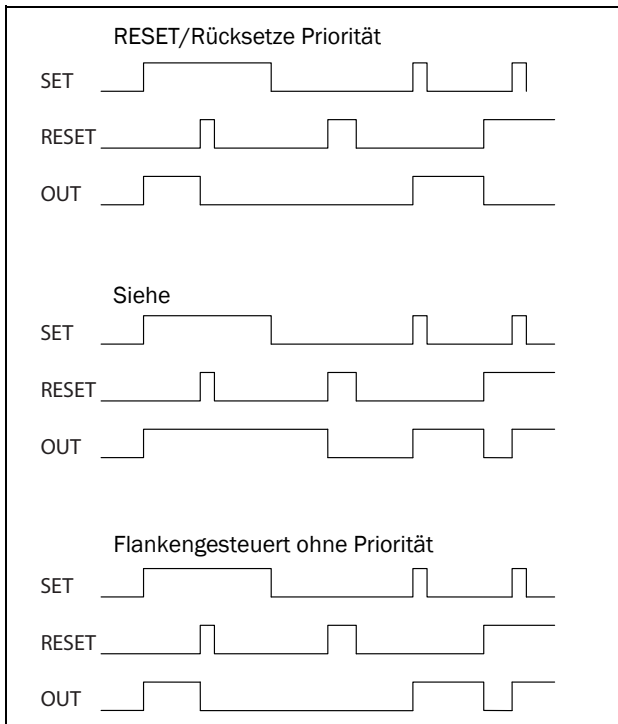 RESET/Rücksetze Priorität
SET
RESET
OUT
Siehe
SET
RESET
OUT
Flankengesteuert ohne Priorität
SET
RESET
OUT